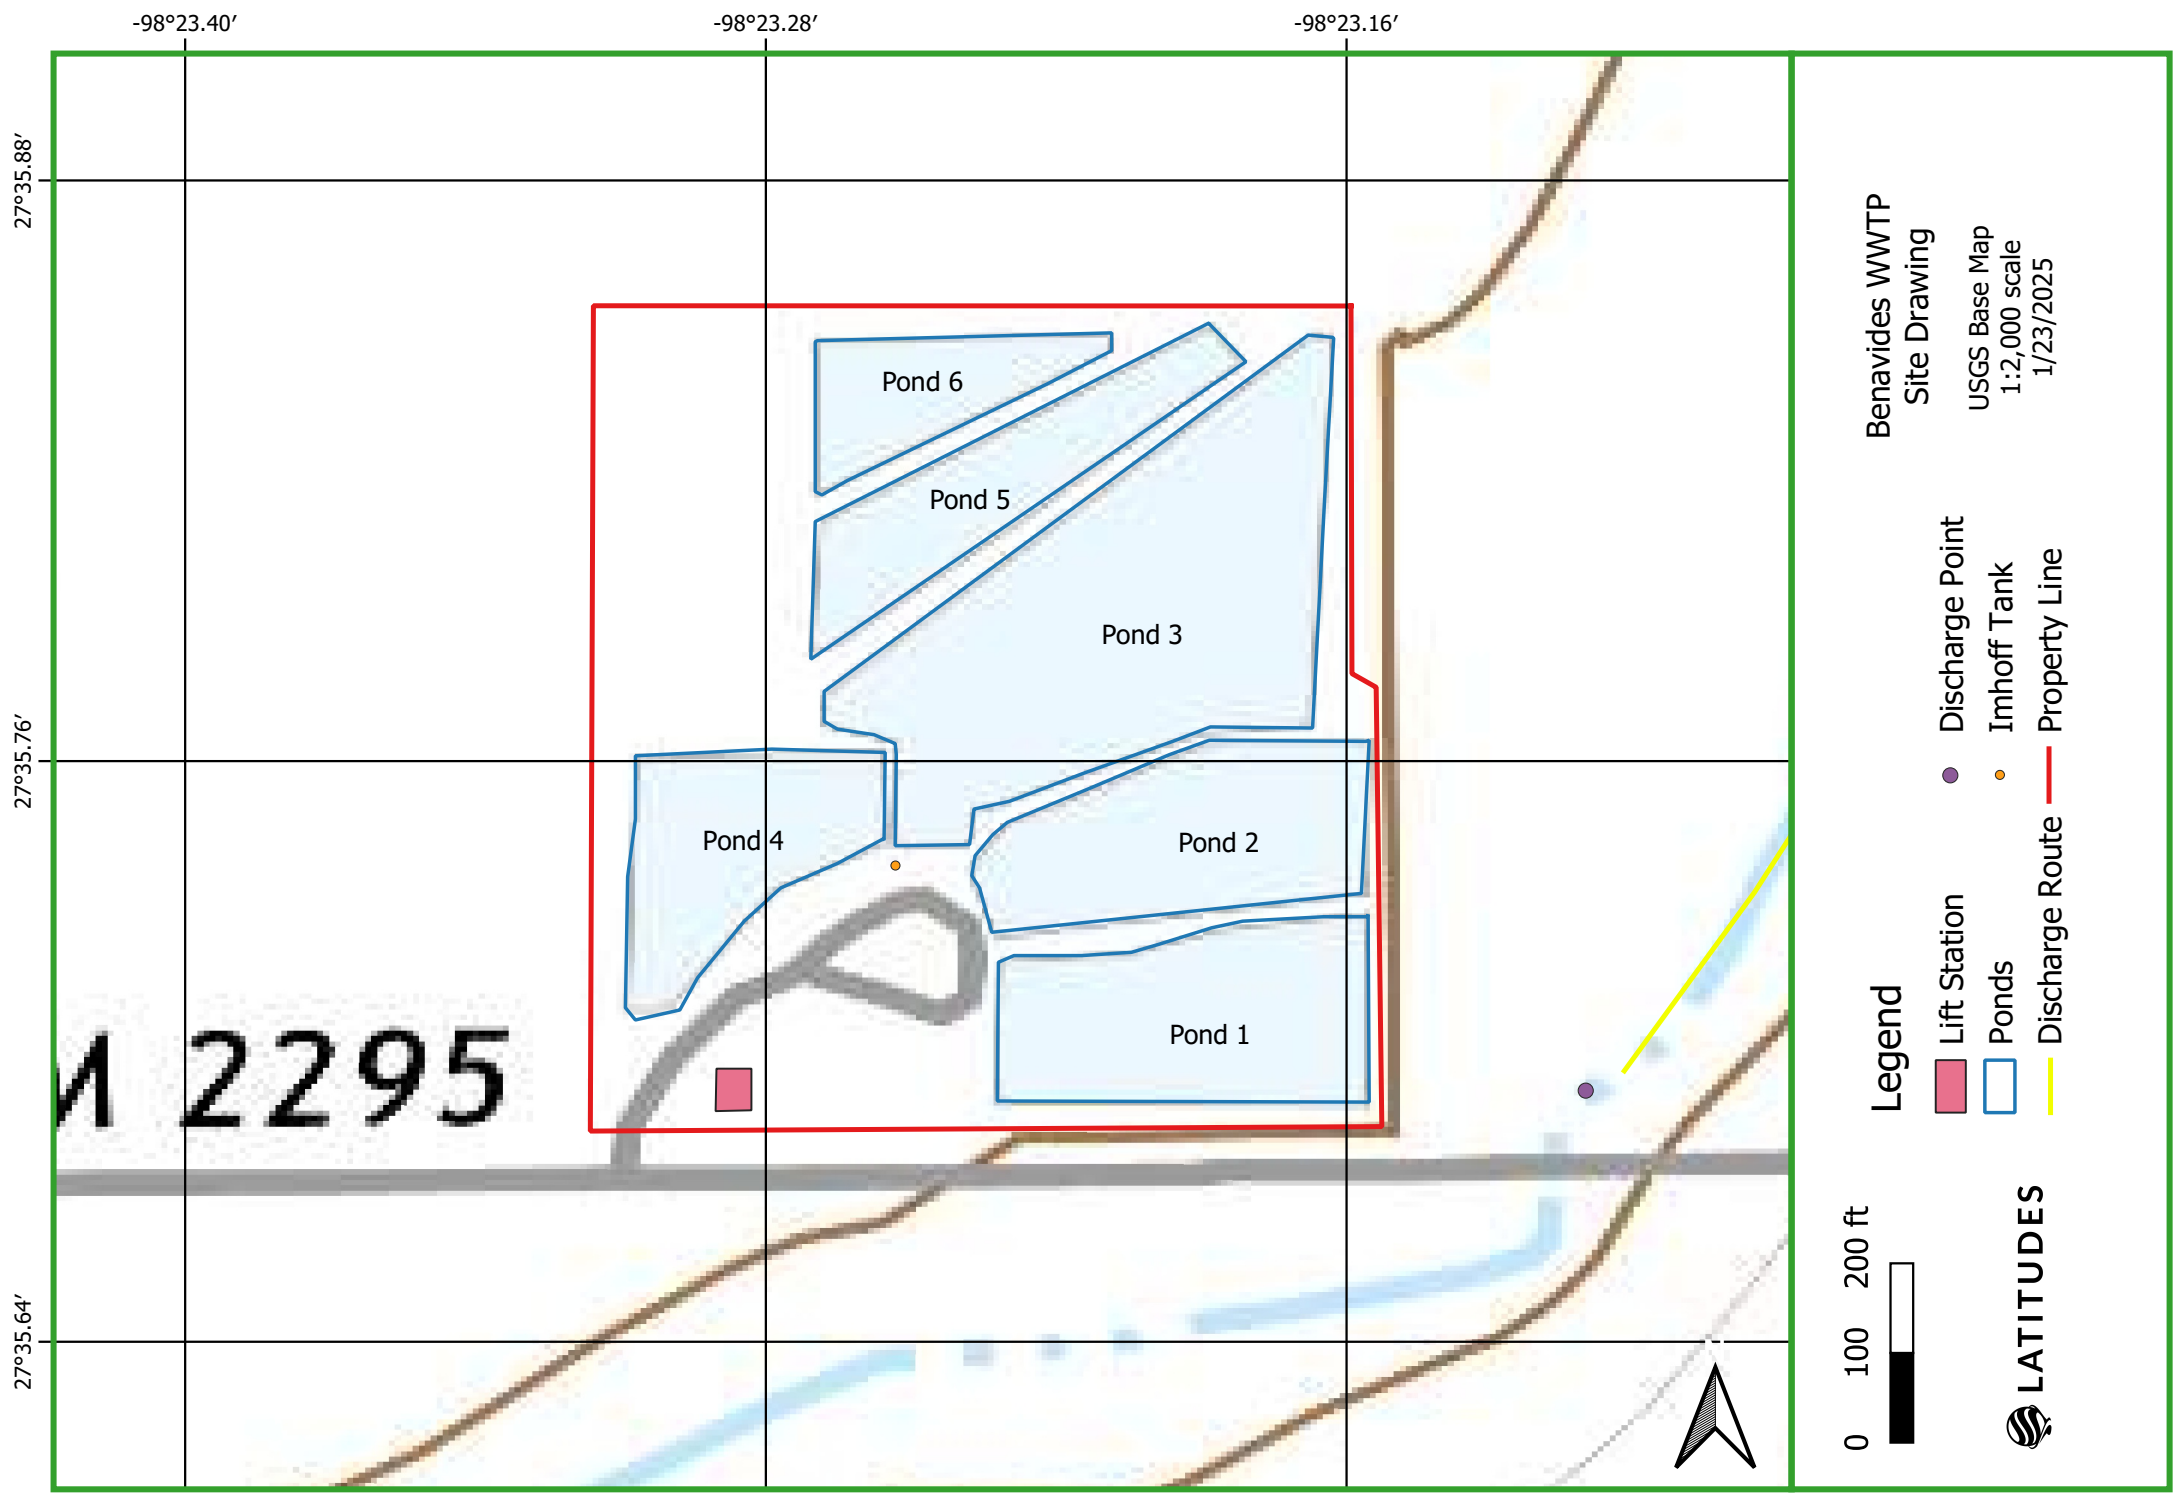 -98°23.40′
-98°23.28′
-98°23.16′
27°35.88′
27°35.76′
27°35.64′
Pond 6
Pond 5
Pond 3
Pond 4
Pond 2
Pond 1
M 2295
Benavides WWTP
Site Drawing
USGS Base Map
1:2,000 scale
1/23/2025
Legend
Lift Station
Ponds
Discharge Route
Discharge Point
Imhoff Tank
Property Line
0 100 200 ft
LATITUDES